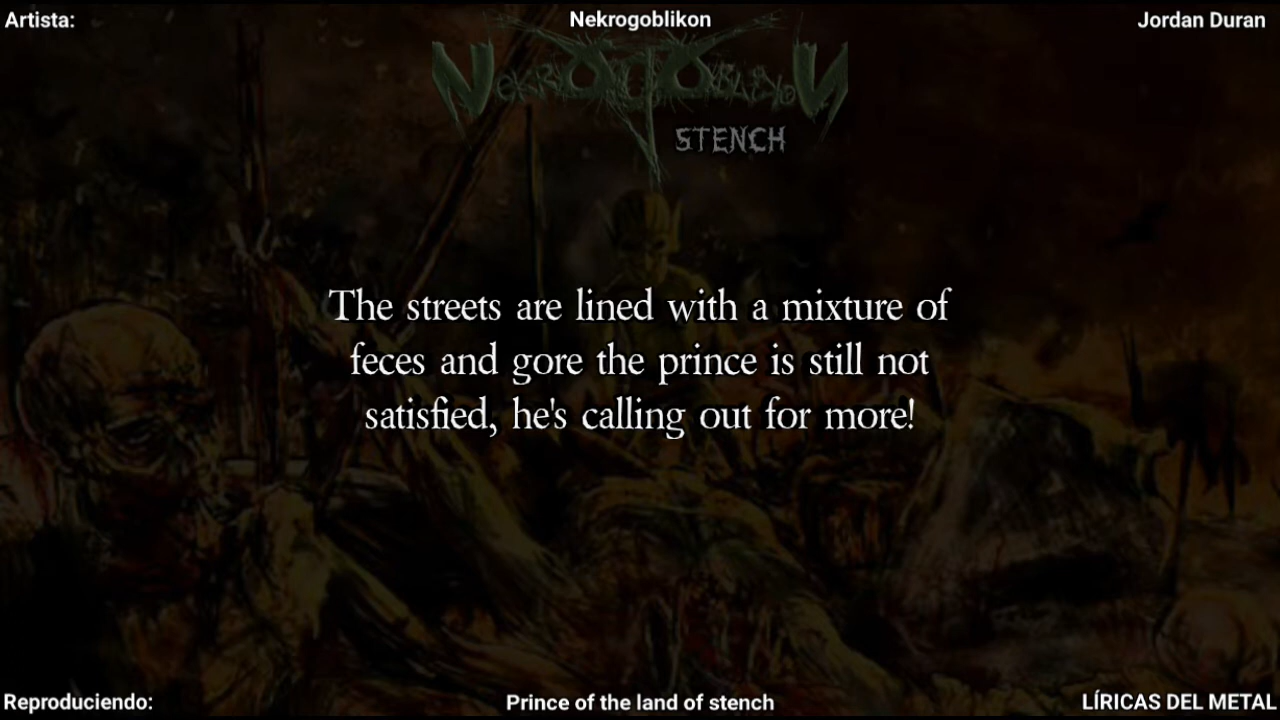 Artista:
Nekrogoblikon
Jordan Duran
NEKROGOBLIKON
STENCH
The streets are lined with a mixture of
feces and gore the prince is still not
satisfied, he's calling out for more!
Reproduciendo:
Prince of the land of stench
LÍRICAS DEL METAL